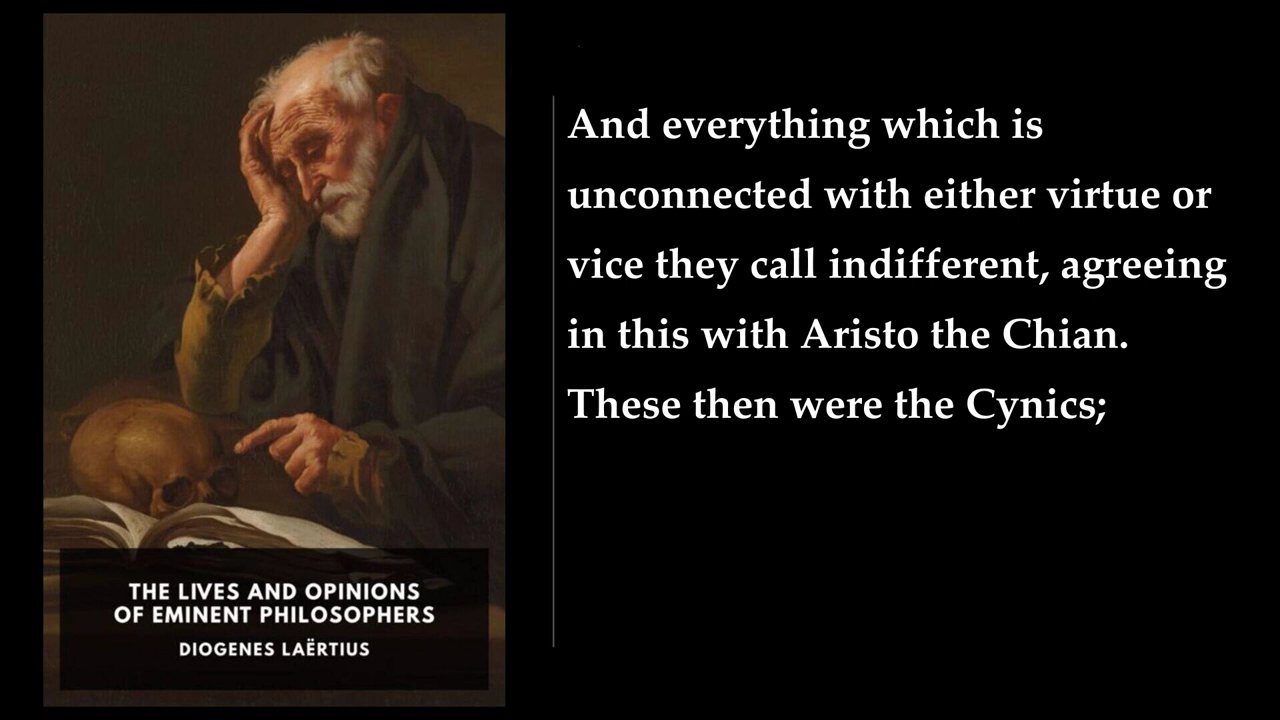 THE LIVES AND OPINIONS
OF EMINENT PHILOSOPHERS
DIOGENES LAËRTIUS
And everything which is
unconnected with either virtue or
vice they call indifferent, agreeing
in this with Aristo the Chian.
These then were the Cynics;